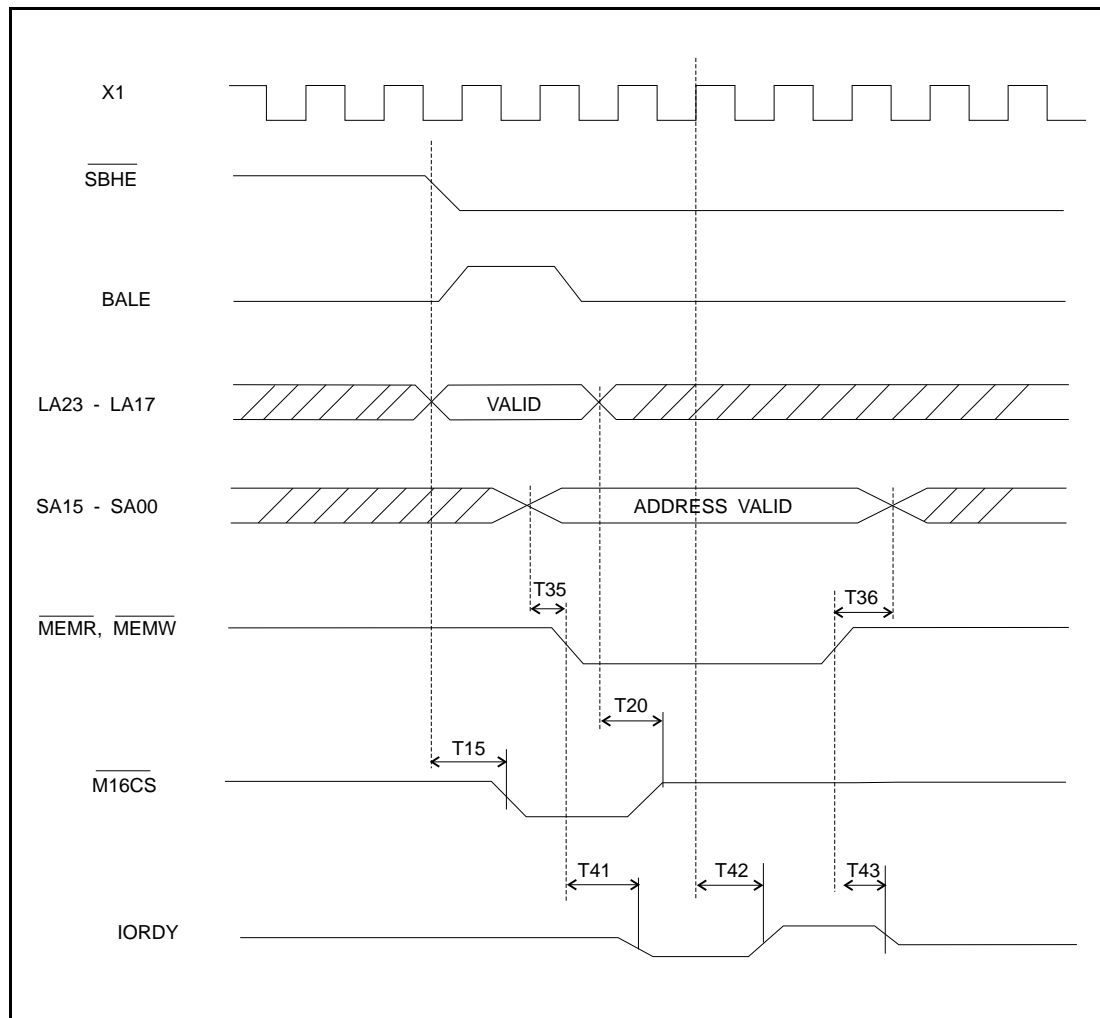 X1
SBHE
BALE
LA23 - LA17
VALID
SA15 - SA00
ADDRESS VALID
T35
T36
MEMR, MEMW
T20
T15
M16CS
T41
T42
T43
IORDY